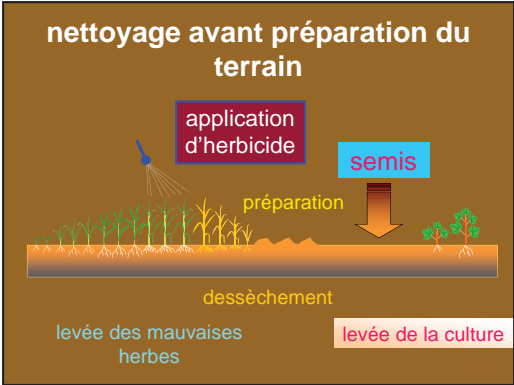 nettoyage avant préparation du
terrain
application
d’herbicide
semis
préparation
dessèchement
levée des mauvaises
herbes
levée de la culture